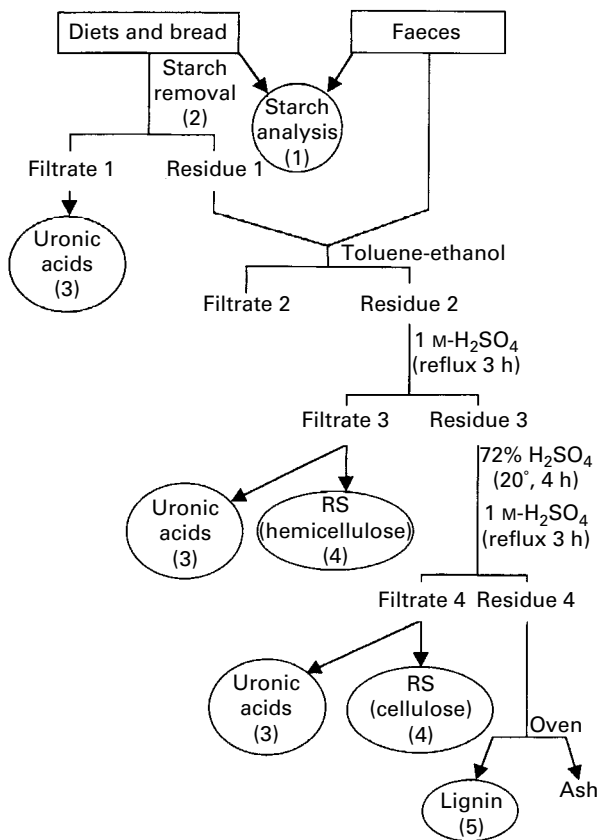 Diets and bread
Faeces
Starch
removal
(2)
Starch
analysis
(1)
Filtrate 1
Residue 1
Uronic
acids
(3)
Toluene-ethanol
Filtrate 2
Residue 2
1 M-H₂SO₄
(reflux 3 h)
Filtrate 3
Residue 3
72% H₂SO₄
(20°, 4 h)
1 M-H₂SO₄
(reflux 3 h)
Uronic
acids
(3)
RS
(hemicellulose)
(4)
Filtrate 4
Residue 4
Uronic
acids
(3)
RS
(cellulose)
(4)
Oven
Lignin
(5)
Ash